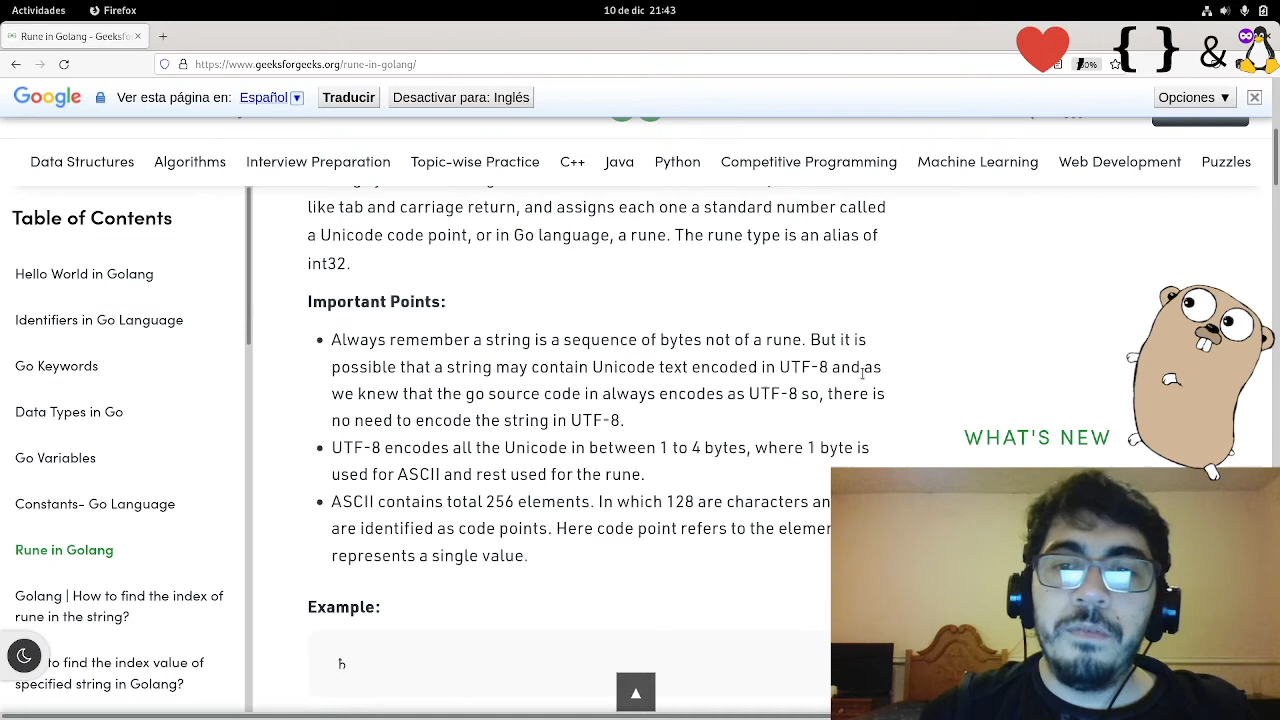 Actividades
Firefox
10 de dic 21:43
Rune in Golang - Geeksfo
https://www.geeksforgeeks.org/rune-in-golang/
{ } &
Google
Ver esta página en: Español
Traducir
Desactivar para: Inglés
Opciones ▼
Data Structures
Algorithms
Interview Preparation
Topic-wise Practice
C++
Java
Python
Competitive Programming
Machine Learning
Web Development
Puzzles
Table of Contents
Hello World in Golang
Identifiers in Go Language
Go Keywords
Data Types in Go
Go Variables
Constants- Go Language
Rune in Golang
Golang | How to find the index of
rune in the string?
to find the index value of
specified string in Golang?
like tab and carriage return, and assigns each one a standard number called
a Unicode code point, or in Go language, a rune. The rune type is an alias of
int32.
Important Points:
Always remember a string is a sequence of bytes not of a rune. But it is
possible that a string may contain Unicode text encoded in UTF-8 and as
we knew that the go source code in always encodes as UTF-8 so, there is
no need to encode the string in UTF-8.
UTF-8 encodes all the Unicode in between 1 to 4 bytes, where 1 byte is
used for ASCII and rest used for the rune.
ASCII contains total 256 elements. In which 128 are characters an
are identified as code points. Here code point refers to the elemen
represents a single value.
Example:
♄
WHAT'S NEW